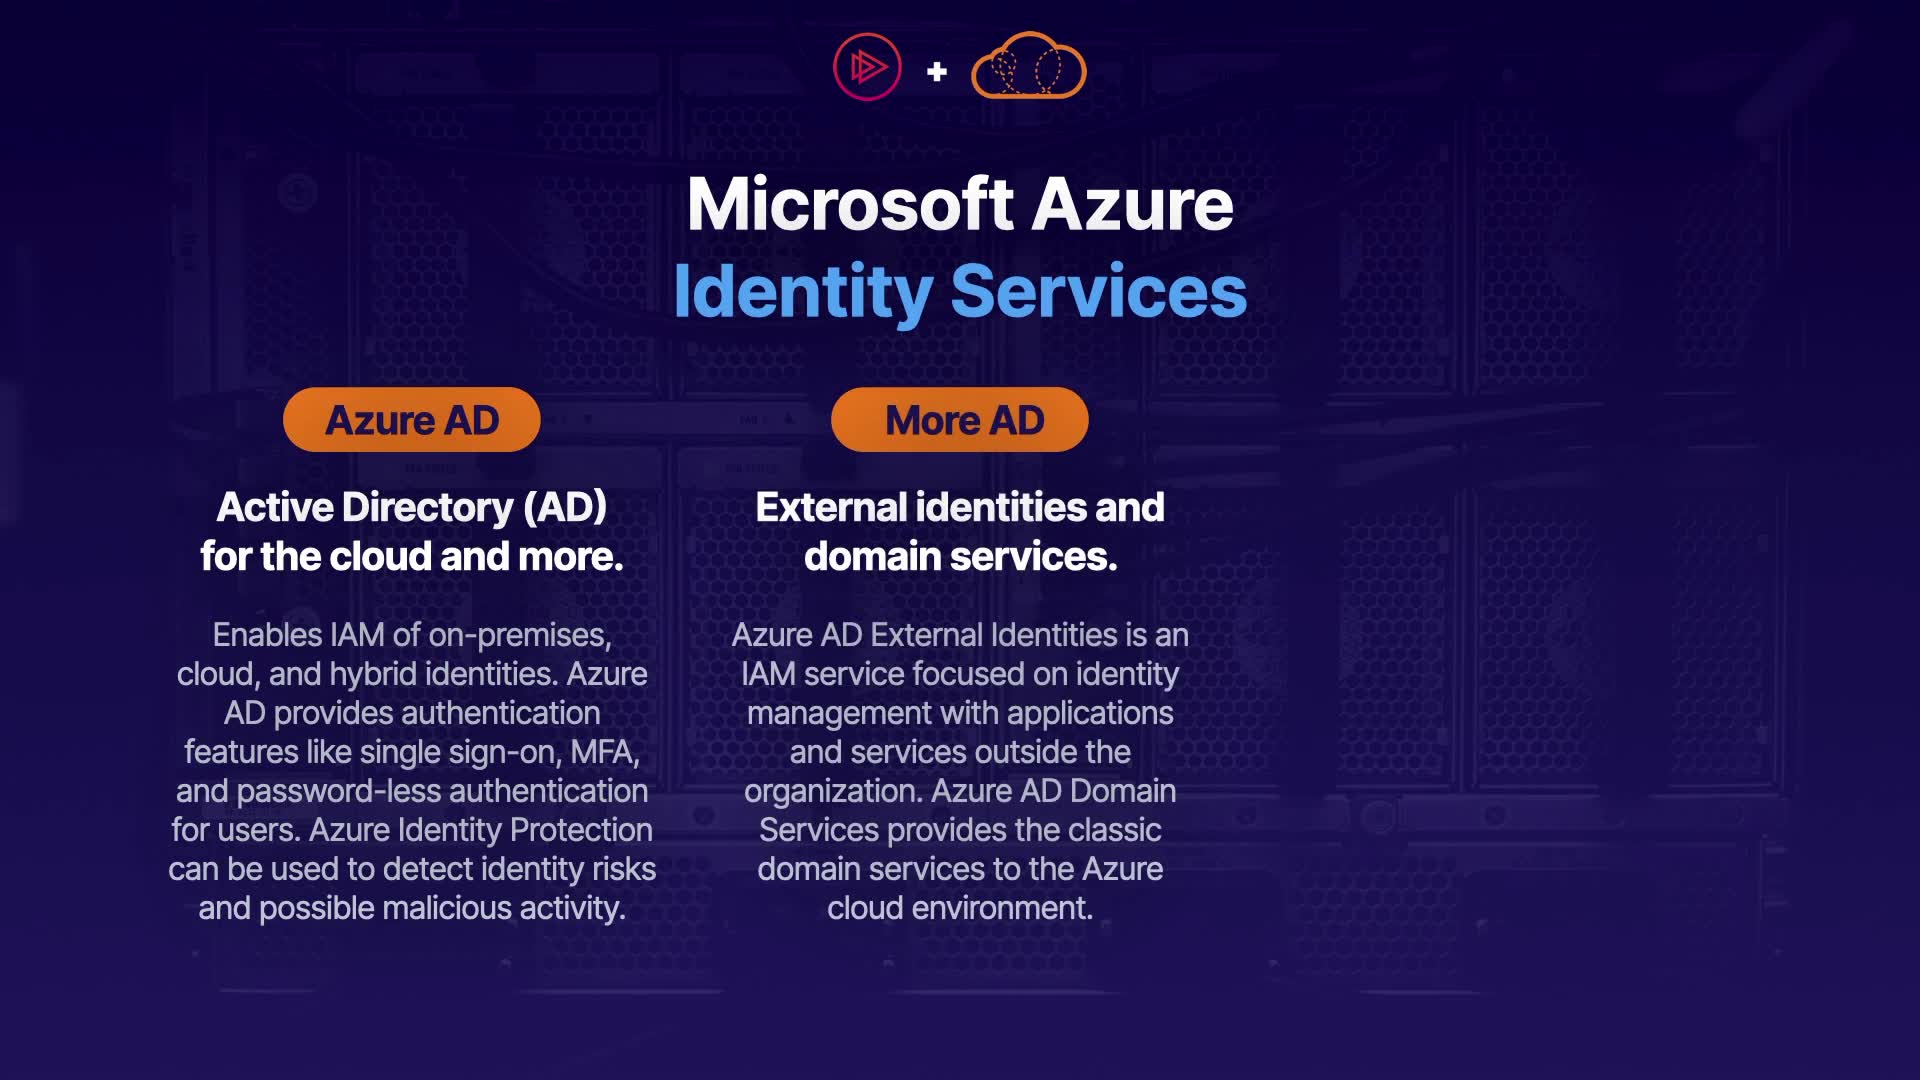 Microsoft Azure
Identity Services
Azure AD
Active Directory (AD)
for the cloud and more.
Enables IAM of on-premises,
cloud, and hybrid identities. Azure
AD provides authentication
features like single sign-on, MFA,
and password-less authentication
for users. Azure Identity Protection
can be used to detect identity risks
and possible malicious activity.
More AD
External identities and
domain services.
Azure AD External Identities is an
IAM service focused on identity
management with applications
and services outside the
organization. Azure AD Domain
Services provides the classic
domain services to the Azure
cloud environment.